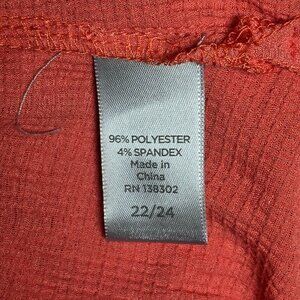 96% POLYESTER
4% SPANDEX
Made in
China
RN 138302
22/24